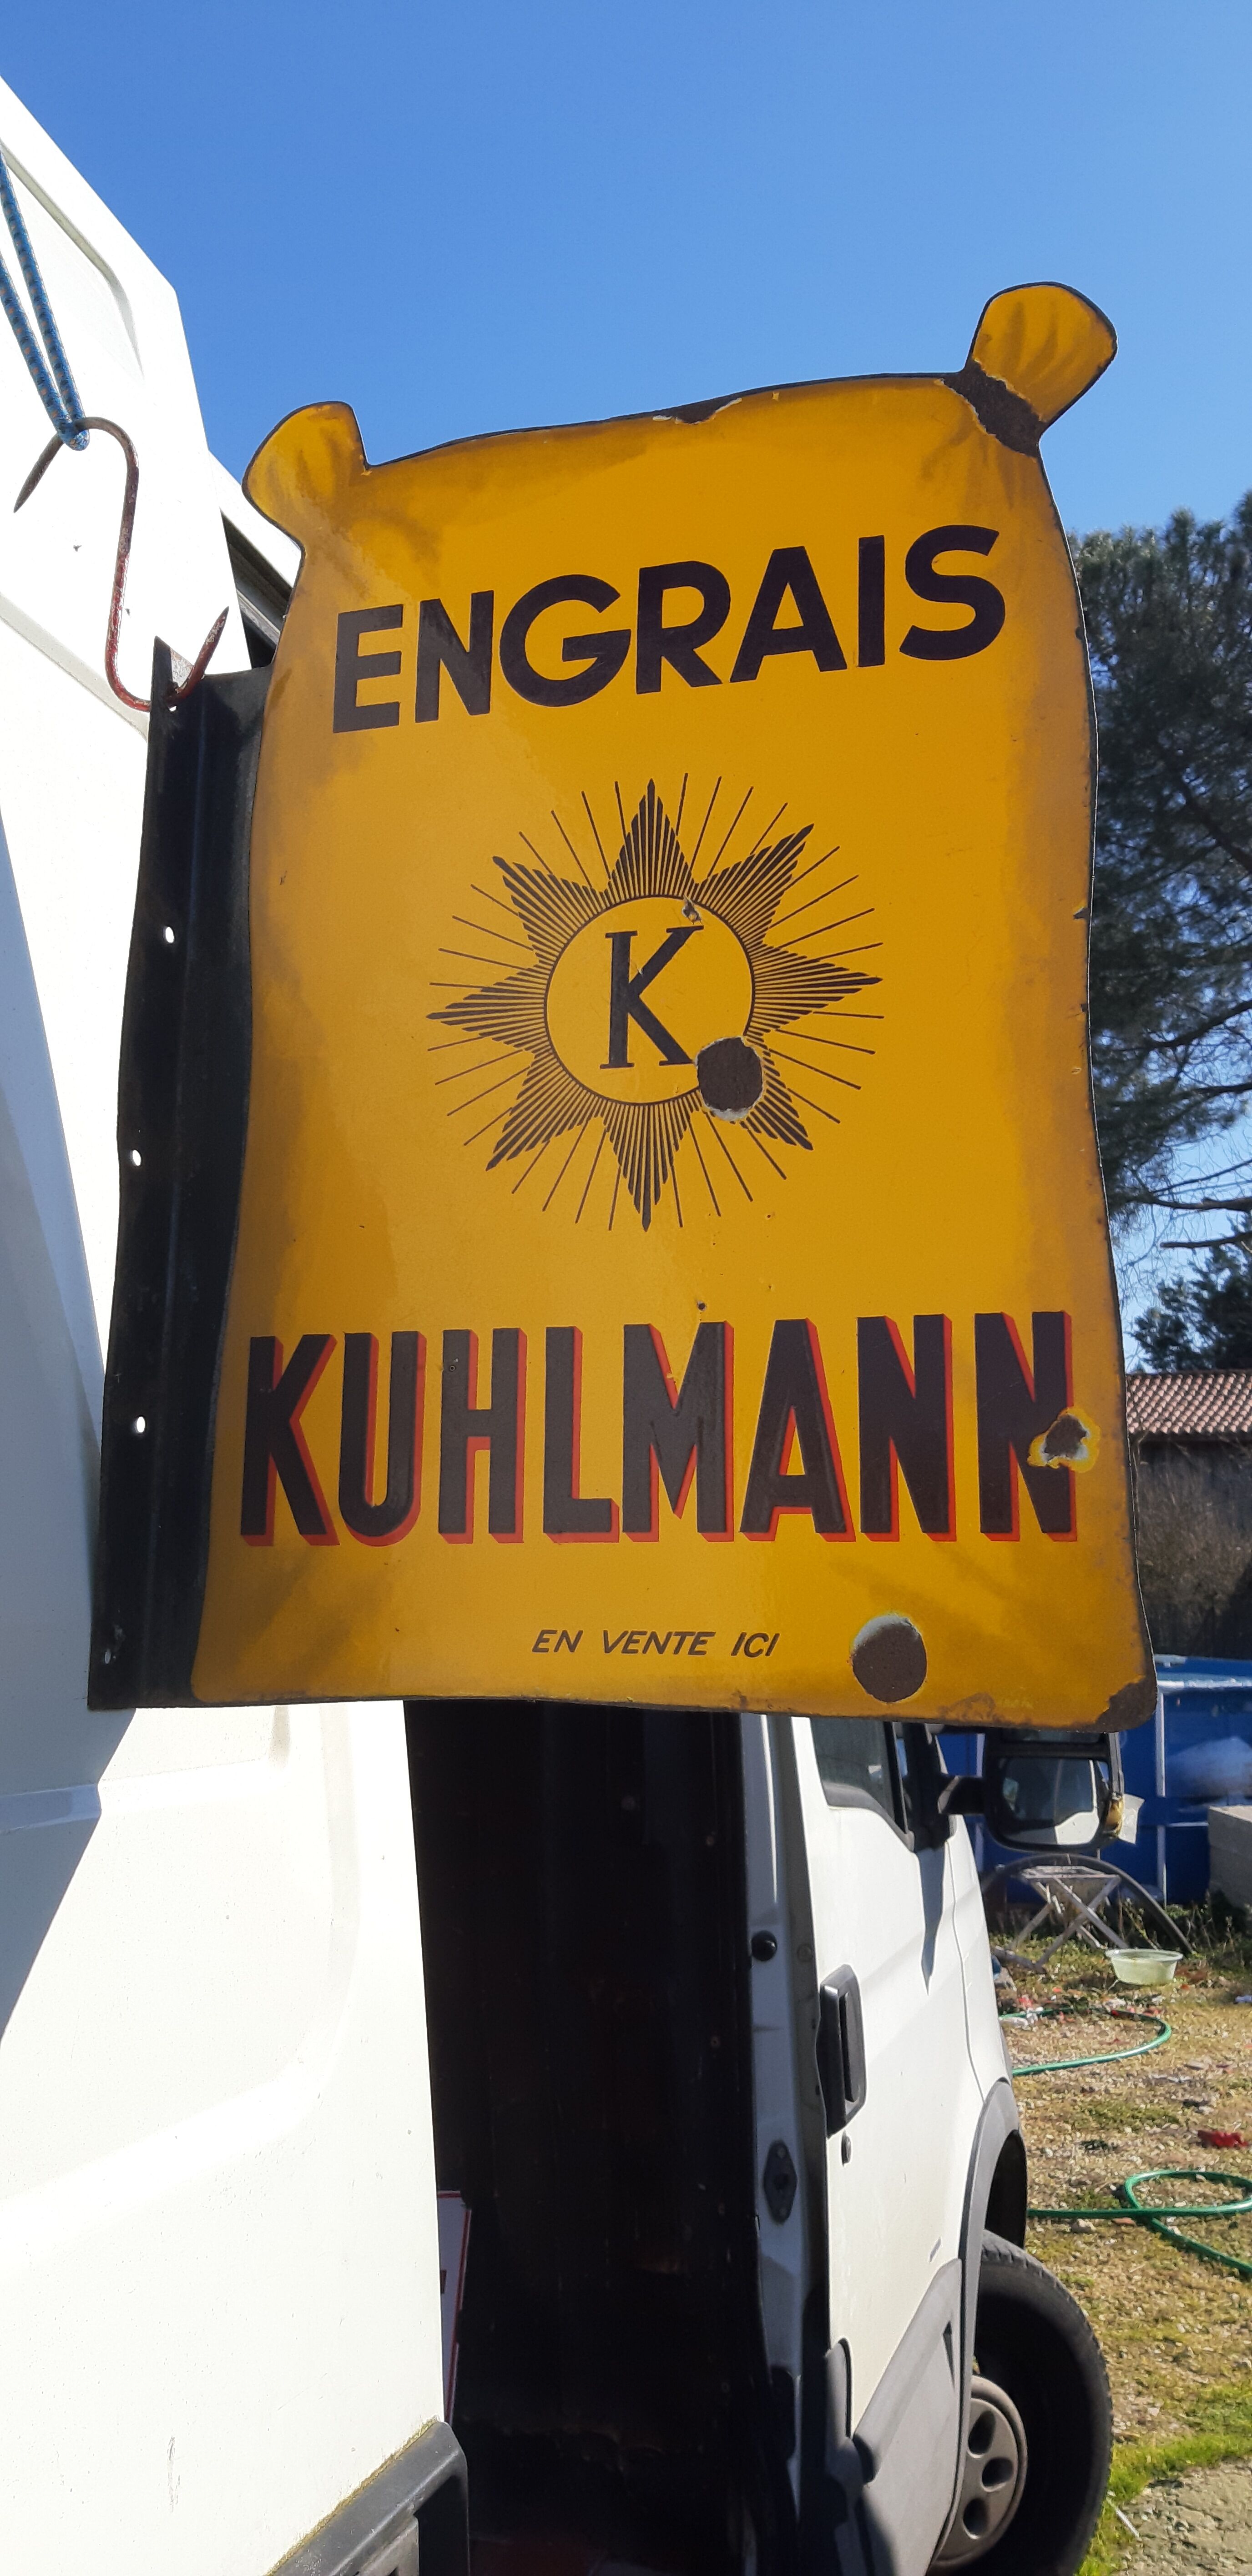 ENGRAIS
K
KUHLMANN
EN VENTE ICI